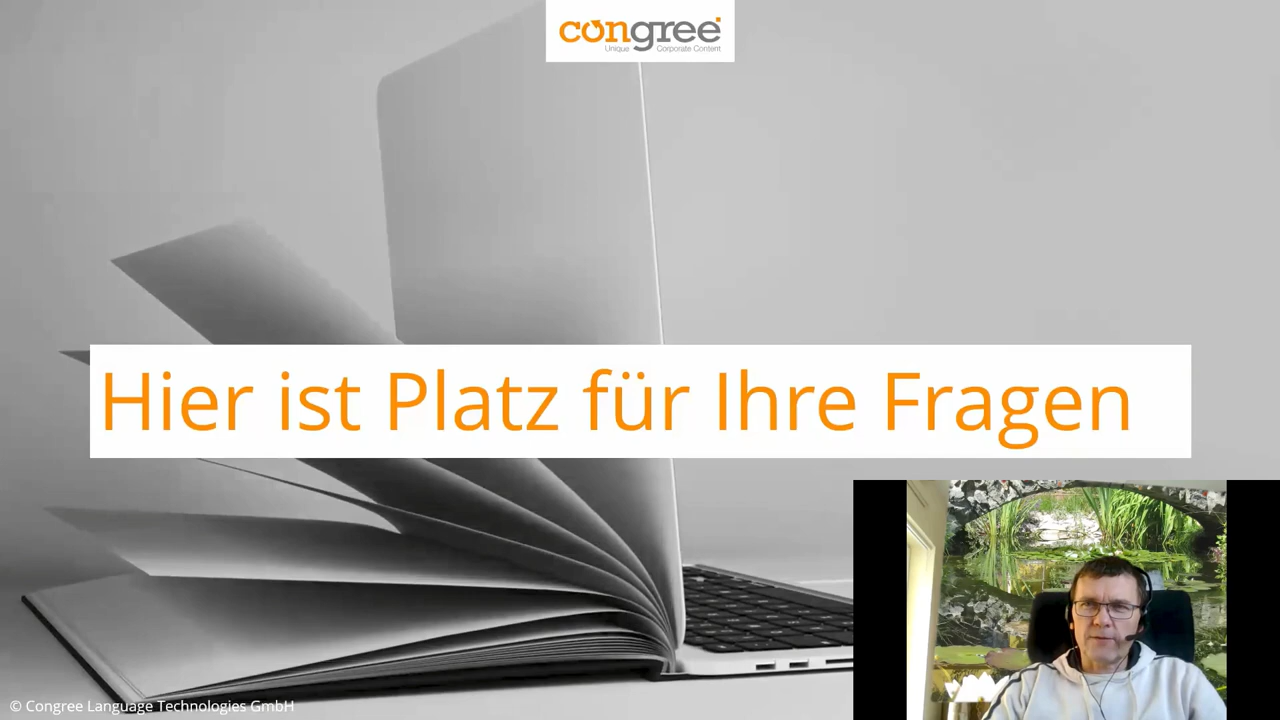 congree
Unique Corporate Content
Hier ist Platz für Ihre Fragen
© Congree Language Technologies GmbH